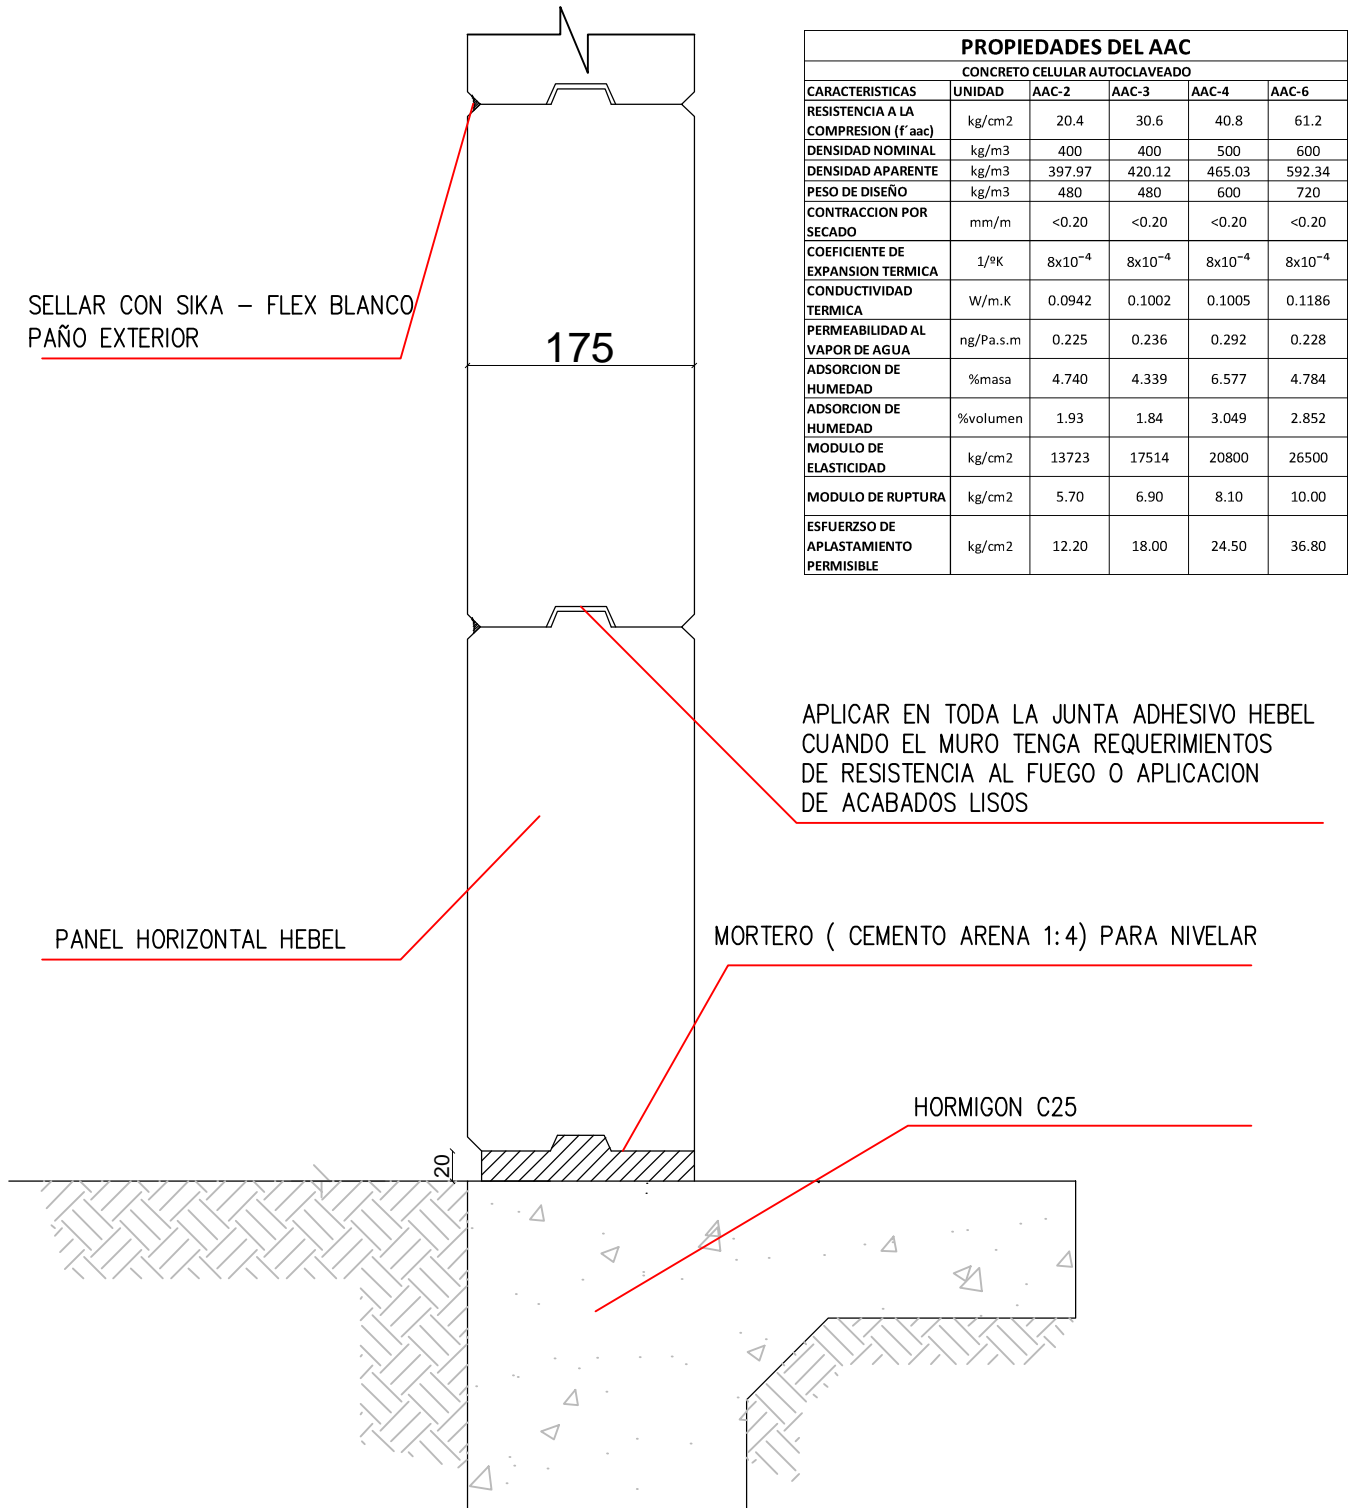 PROPIEDADES DEL AAC
CONCRETO CELULAR AUTOCLAVEADO
CARACTERISTICAS UNIDAD AAC-2 AAC-3 AAC-4 AAC-6
RESISTENCIA A LA
COMPRESION (f´aac) kg/cm2 20.4 30.6 40.8 61.2
DENSIDAD NOMINAL kg/m3 400 400 500 600
DENSIDAD APARENTE kg/m3 397.97 420.12 465.03 592.34
PESO DE DISEÑO kg/m3 480 480 600 720
CONTRACCION POR
SECADO mm/m <0.20 <0.20 <0.20 <0.20
COEFICIENTE DE
EXPANSION TERMICA 1/ºK 8x10⁻⁴ 8x10⁻⁴ 8x10⁻⁴ 8x10⁻⁴
CONDUCTIVIDAD
TERMICA W/m.K 0.0942 0.1002 0.1005 0.1186
PERMEABILIDAD AL
VAPOR DE AGUA ng/Pa.s.m 0.225 0.236 0.292 0.228
ADSORCION DE
HUMEDAD %masa 4.740 4.339 6.577 4.784
ADSORCION DE
HUMEDAD %volumen 1.93 1.84 3.049 2.852
MODULO DE
ELASTICIDAD kg/cm2 13723 17514 20800 26500
MODULO DE RUPTURA kg/cm2 5.70 6.90 8.10 10.00
ESFUERZSO DE
APLASTAMIENTO
PERMISIBLE kg/cm2 12.20 18.00 24.50 36.80
SELLAR CON SIKA – FLEX BLANCO
PAÑO EXTERIOR
175
APLICAR EN TODA LA JUNTA ADHESIVO HEBEL
CUANDO EL MURO TENGA REQUERIMIENTOS
DE RESISTENCIA AL FUEGO O APLICACION
DE ACABADOS LISOS
PANEL HORIZONTAL HEBEL
MORTERO ( CEMENTO ARENA 1:4) PARA NIVELAR
HORMIGON C25
20